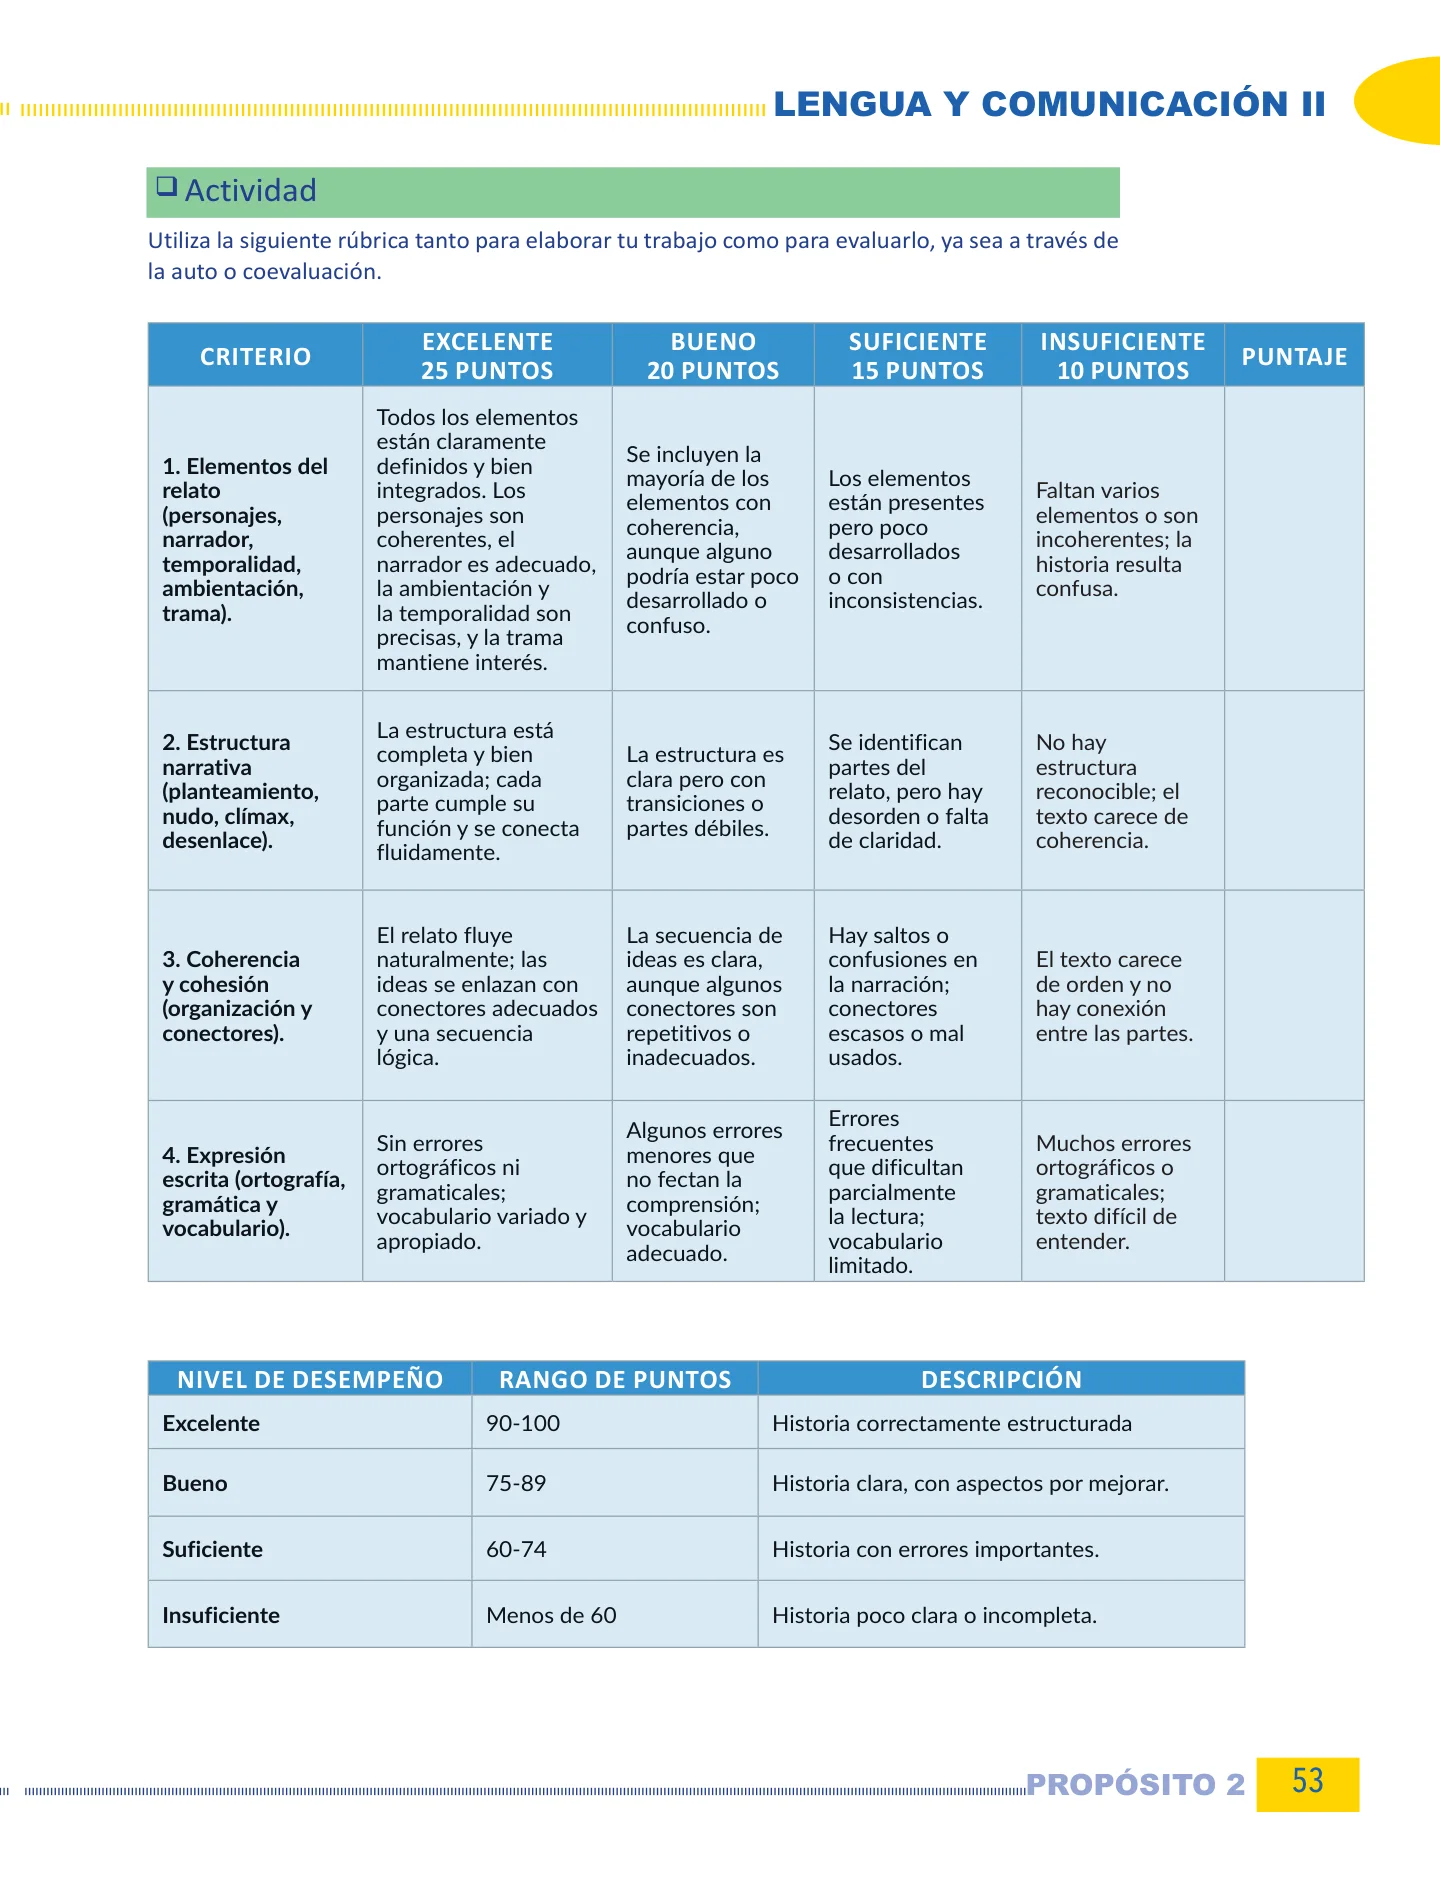 LENGUA Y COMUNICACIÓN II
Actividad
Utiliza la siguiente rúbrica tanto para elaborar tu trabajo como para evaluarlo, ya sea a través de
la auto o coevaluación.
CRITERIO
EXCELENTE
25 PUNTOS
BUENO
20 PUNTOS
SUFICIENTE
15 PUNTOS
INSUFICIENTE
10 PUNTOS
PUNTAJE
1. Elementos del
relato
(personajes,
narrador,
temporalidad,
ambientación,
trama).
Todos los elementos
están claramente
definidos y bien
integrados. Los
personajes son
coherentes, el
narrador es adecuado,
la ambientación y
la temporalidad son
precisas, y la trama
mantiene interés.
Se incluyen la
mayoría de los
elementos con
coherencia,
aunque alguno
podría estar poco
desarrollado o
confuso.
Los elementos
están presentes
pero poco
desarrollados
o con
inconsistencias.
Faltan varios
elementos o son
incoherentes; la
historia resulta
confusa.
2. Estructura
narrativa
(planteamiento,
nudo, clímax,
desenlace).
La estructura está
completa y bien
organizada; cada
parte cumple su
función y se conecta
fluidamente.
La estructura es
clara pero con
transiciones o
partes débiles.
Se identifican
partes del
relato, pero hay
desorden o falta
de claridad.
No hay
estructura
reconocible; el
texto carece de
coherencia.
3. Coherencia
y cohesión
(organización y
conectores).
El relato fluye
naturalmente; las
ideas se enlazan con
conectores adecuados
y una secuencia
lógica.
La secuencia de
ideas es clara,
aunque algunos
conectores son
repetitivos o
inadecuados.
Hay saltos o
confusiones en
la narración;
conectores
escasos o mal
usados.
El texto carece
de orden y no
hay conexión
entre las partes.
4. Expresión
escrita (ortografía,
gramática y
vocabulario).
Sin errores
ortográficos ni
gramaticales;
vocabulario variado y
apropiado.
Algunos errores
menores que
no fectan la
comprensión;
vocabulario
adecuado.
Errores
frecuentes
que dificultan
parcialmente
la lectura;
vocabulario
limitado.
Muchos errores
ortográficos o
gramaticales;
texto difícil de
entender.
NIVEL DE DESEMPEÑO
RANGO DE PUNTOS
DESCRIPCIÓN
Excelente
90-100
Historia correctamente estructurada
Bueno
75-89
Historia clara, con aspectos por mejorar.
Suficiente
60-74
Historia con errores importantes.
Insuficiente
Menos de 60
Historia poco clara o incompleta.
PROPÓSITO 2
53